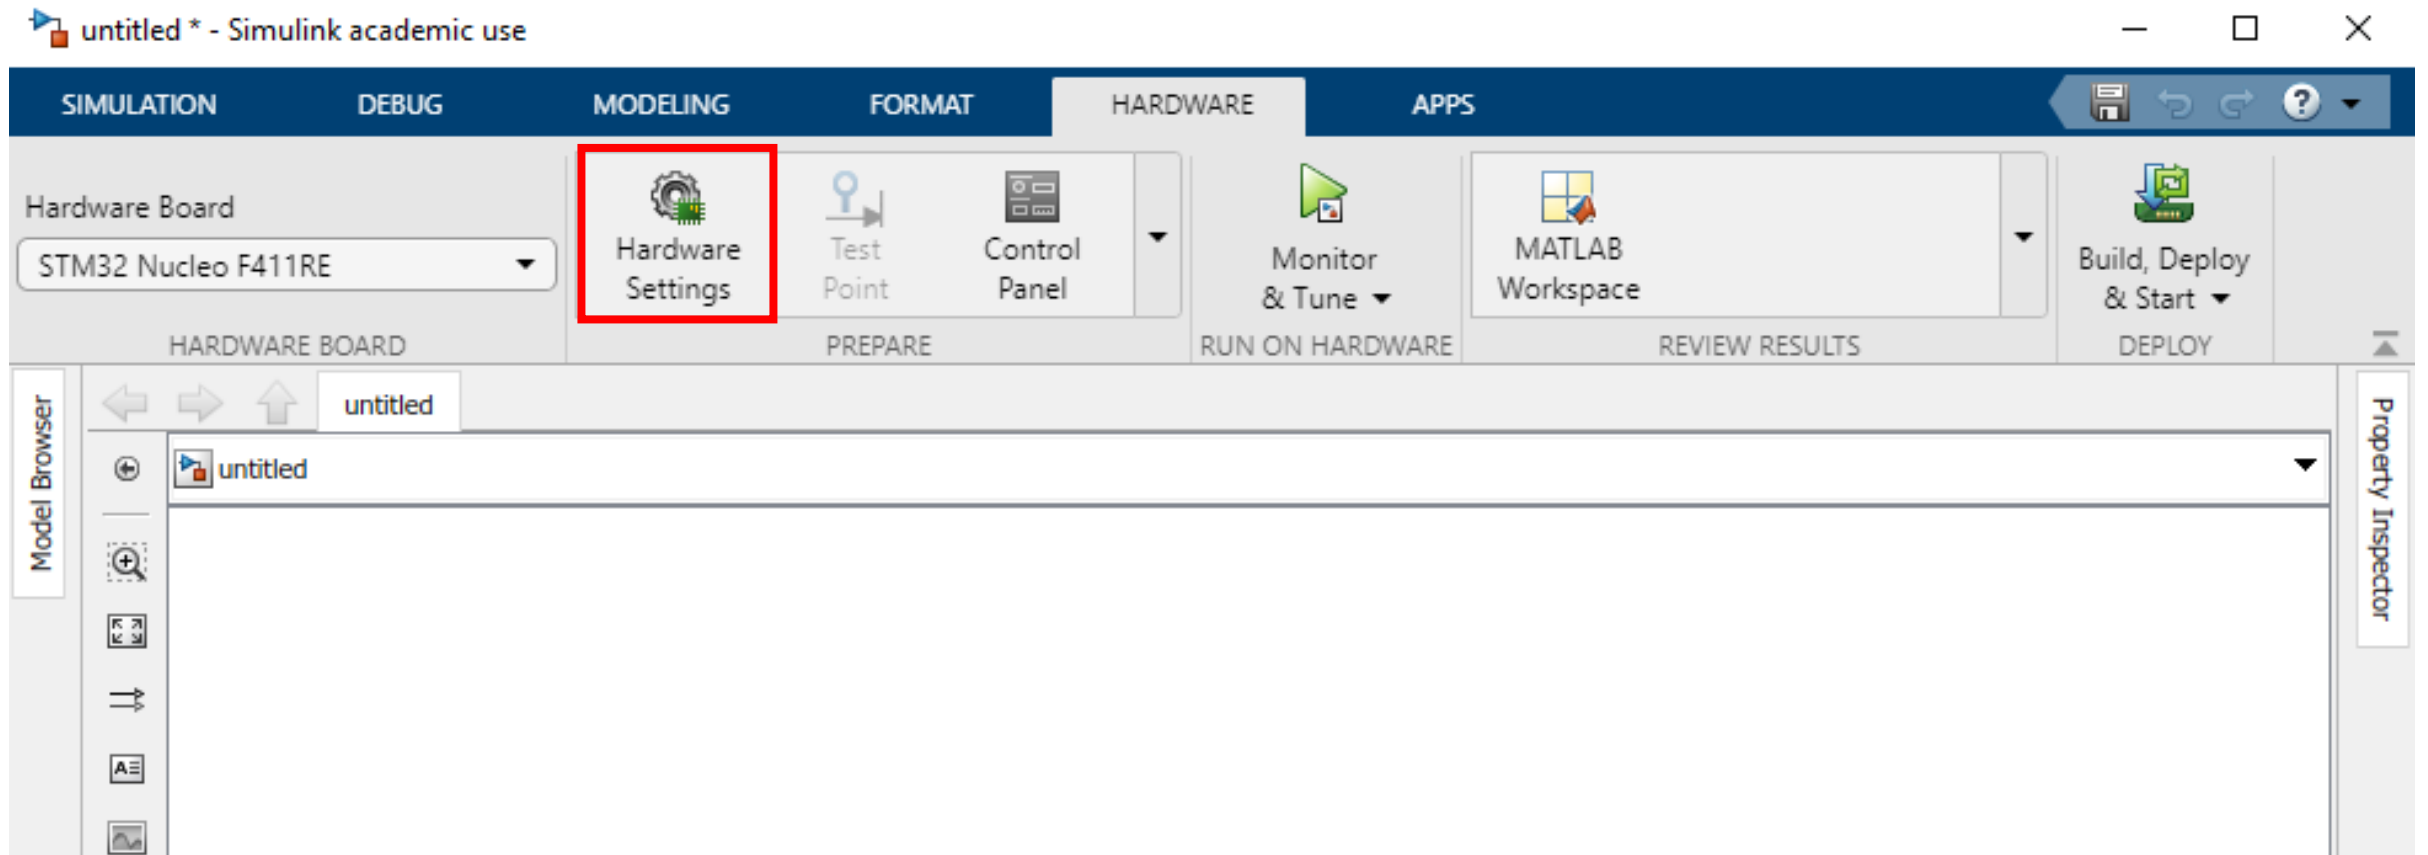 untitled * - Simulink academic use
SIMULATION DEBUG MODELING FORMAT HARDWARE APPS
?
Hardware Board
STM32 Nucleo F411RE
HARDWARE BOARD
Hardware
Settings
Test
Point
Control
Panel
PREPARE
Monitor
& Tune
RUN ON HARDWARE
MATLAB
Workspace
REVIEW RESULTS
Build, Deploy
& Start
DEPLOY
Model Browser
untitled
untitled
A
Property Inspector